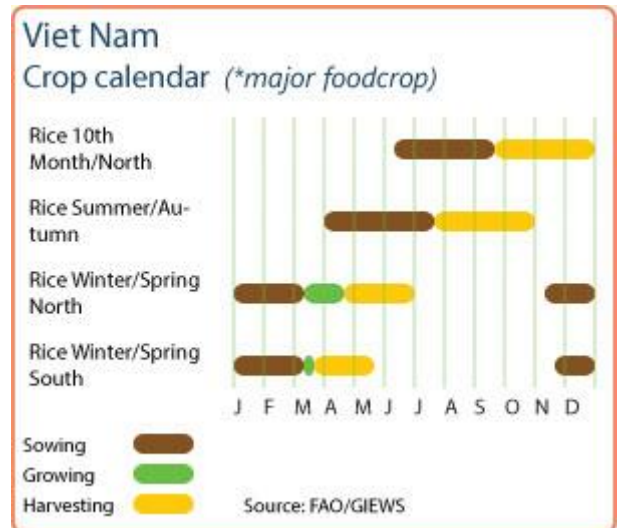 Viet Nam
Crop calendar (*major foodcrop)
Rice 10th
Month/North
Rice Summer/Au-
tumn
Rice Winter/Spring
North
Rice Winter/Spring
South
J F M A M J J A S O N D
Sowing
Growing
Harvesting
Source: FAO/GIEWS